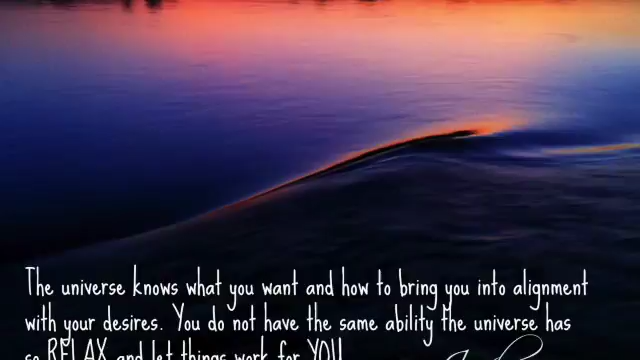 The universe knows what you want and how to bring you into alignment
with your desires. You do not have the same ability the universe has
so RELAX and let things work for YOU